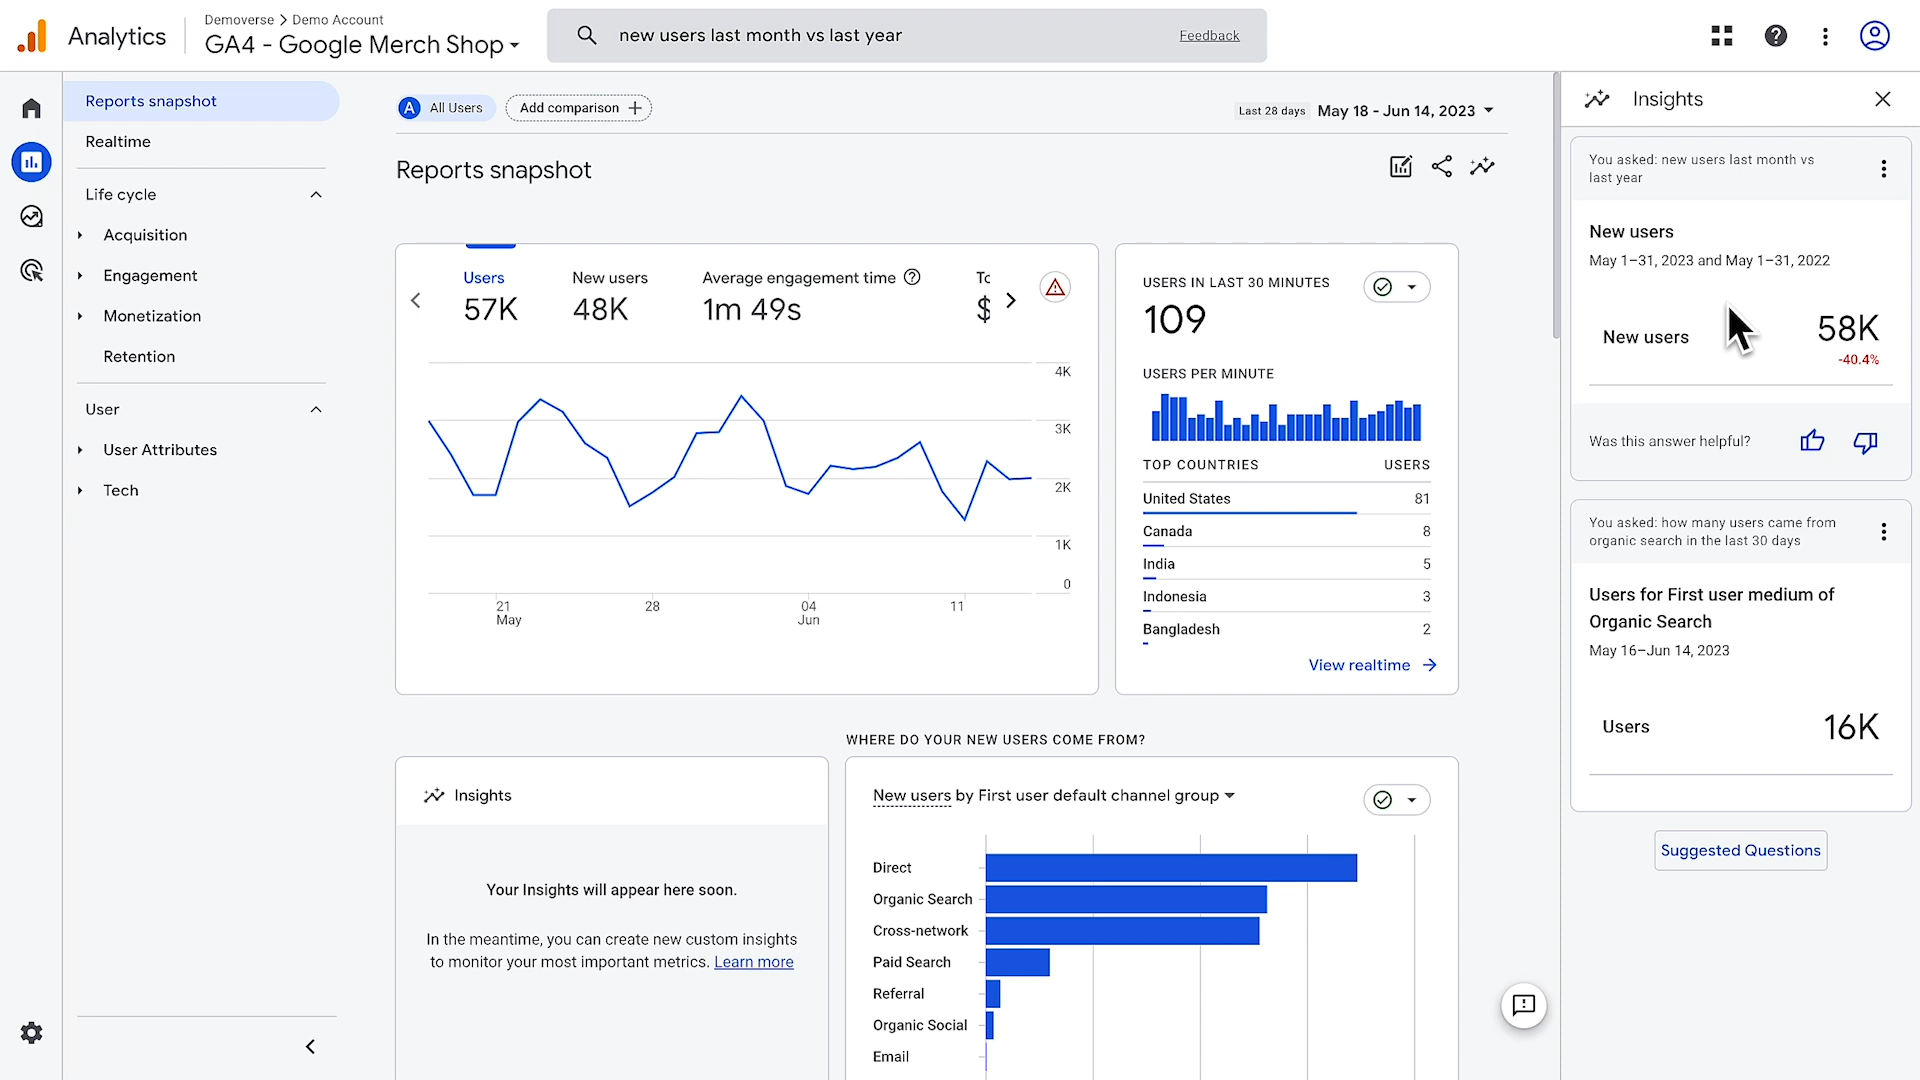 Analytics
Demoverse > Demo Account
GA4 - Google Merch Shop
new users last month vs last year
Feedback
Reports snapshot
Realtime
Life cycle
Acquisition
Engagement
Monetization
Retention
User
User Attributes
Tech
A All Users
Add comparison
Last 28 days May 18 - Jun 14, 2023
Reports snapshot
Users
57K
New users
48K
Average engagement time
1m 49s
$
4K
3K
2K
1K
0
21
May
28
04
Jun
11
USERS IN LAST 30 MINUTES
109
USERS PER MINUTE
TOP COUNTRIES USERS
United States 81
Canada 8
India 5
Indonesia 3
Bangladesh 2
View realtime
Insights
Your Insights will appear here soon.
In the meantime, you can create new custom insights
to monitor your most important metrics. Learn more
WHERE DO YOUR NEW USERS COME FROM?
New users by First user default channel group
Direct
Organic Search
Cross-network
Paid Search
Referral
Organic Social
Email
Insights
You asked: new users last month vs
last year
New users
May 1–31, 2023 and May 1–31, 2022
New users 58K
-40.4%
Was this answer helpful?
You asked: how many users came from
organic search in the last 30 days
Users for First user medium of
Organic Search
May 16–Jun 14, 2023
Users 16K
Suggested Questions